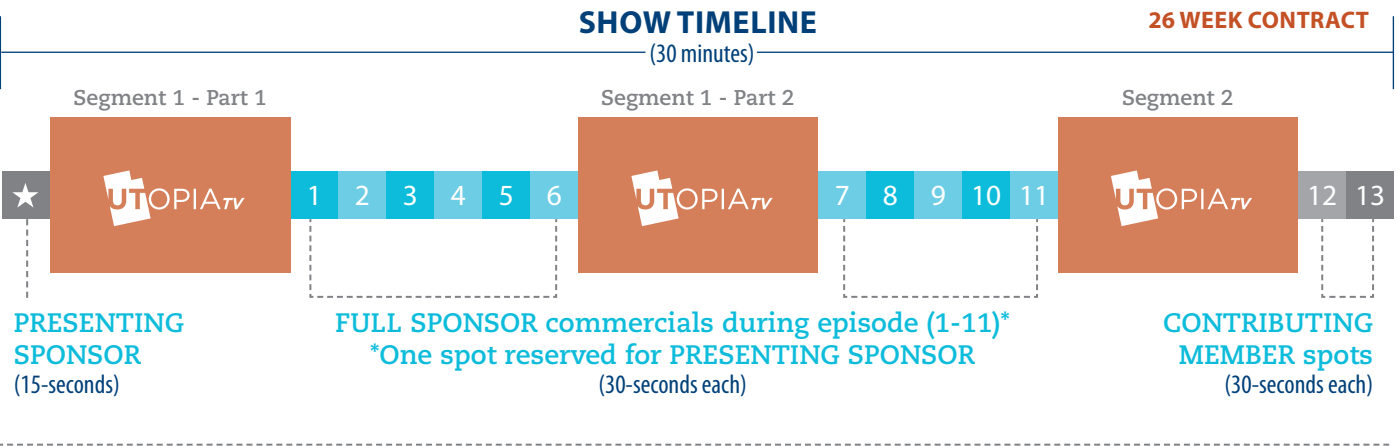 SHOW TIMELINE
26 WEEK CONTRACT
(30 minutes)
Segment 1 - Part 1
Segment 1 - Part 2
Segment 2
UTOPIATV
1 2 3 4 5 6
UTOPIATV
7 8 9 10 11
UTOPIATV
12 13
PRESENTING
SPONSOR
(15-seconds)
FULL SPONSOR commercials during episode (1-11)*
*One spot reserved for PRESENTING SPONSOR
(30-seconds each)
CONTRIBUTING
MEMBER spots
(30-seconds each)